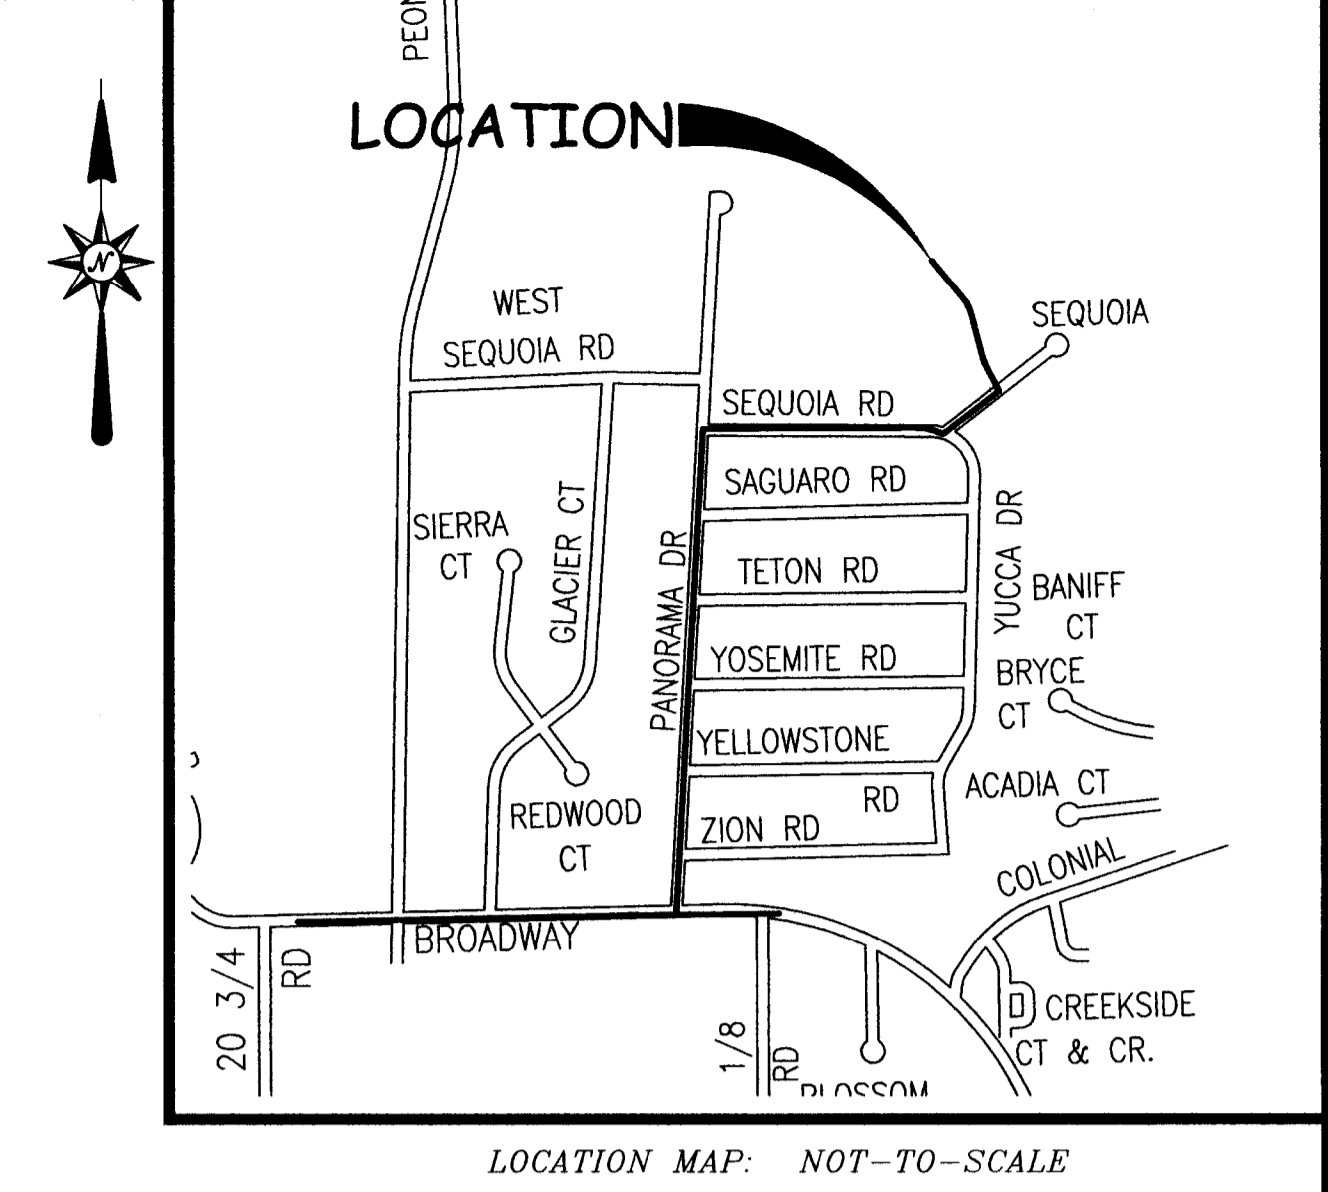 LOCATION
N
WEST
SEQUOIA RD
SEQUOIA
SEQUOIA RD
SAGUARO RD
SIERRA
CT
GLACIER CT
PANORAMA DR
TETON RD
YUCCA DR
BANIFF
CT
YOSEMITE RD
BRYCE
CT
YELLOWSTONE
RD
ACADIA CT
REDWOOD
CT
ZION RD
COLONIAL
BROADWAY
20 3/4
RD
1/8
RD
CREEKSIDE
CT & CR.
BLOSSOM
LOCATION MAP: NOT-TO-SCALE